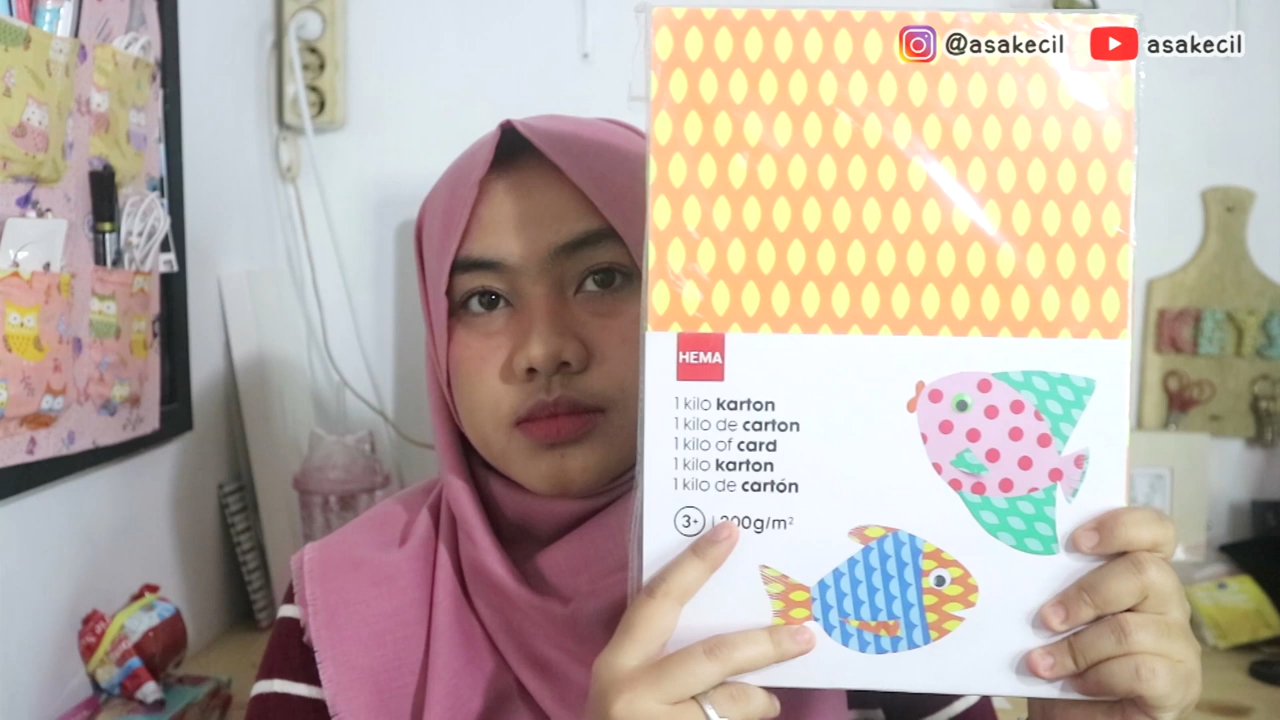 @asakecil
asakecil
HEMA
1 kilo karton
1 kilo de carton
1 kilo of card
1 kilo karton
1 kilo de cartón
3+
200g/m²